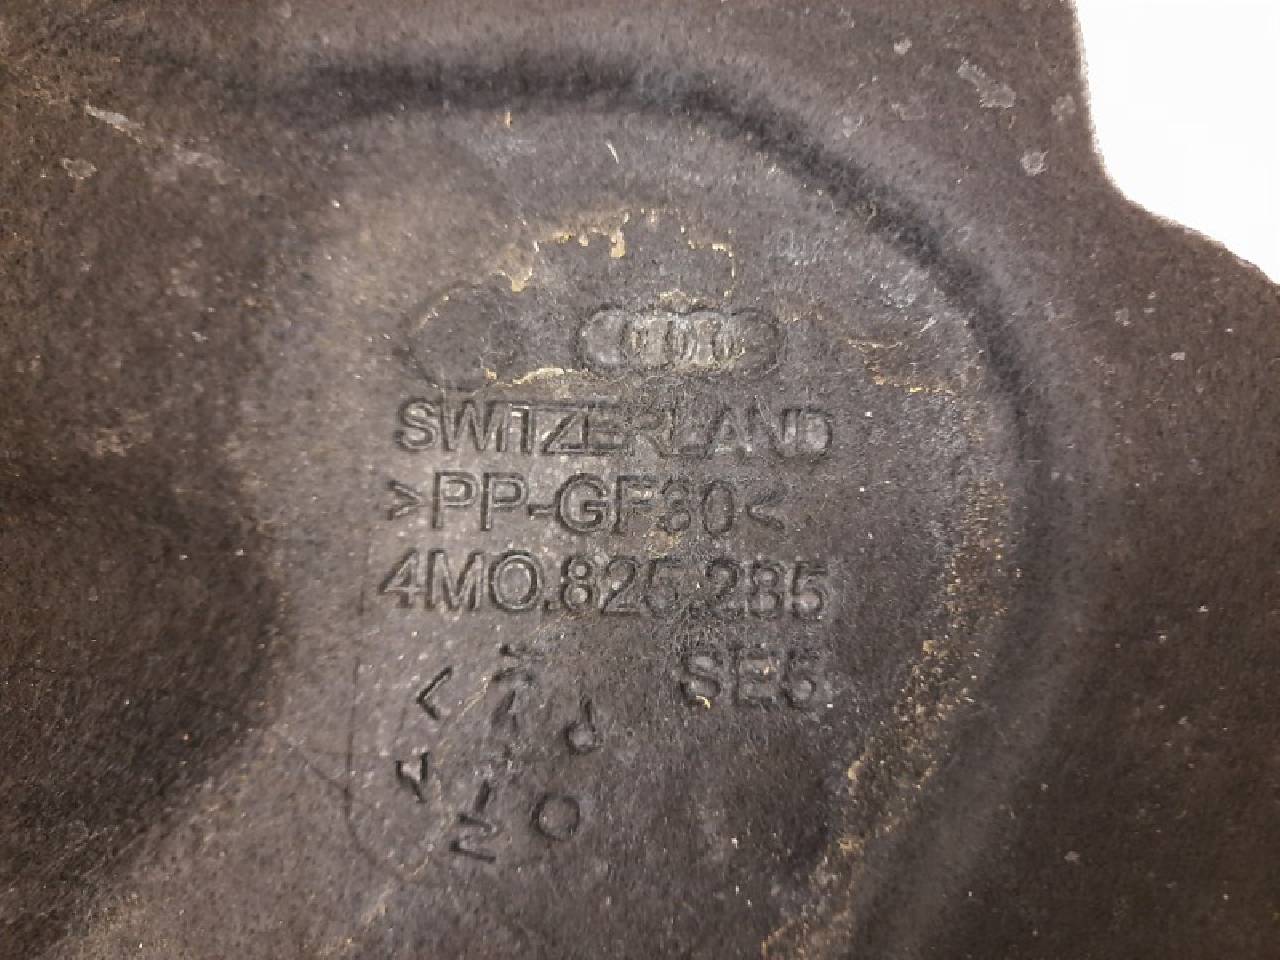 SWITZERLAND
>PP-GF30<
4M0.825.285
SE5